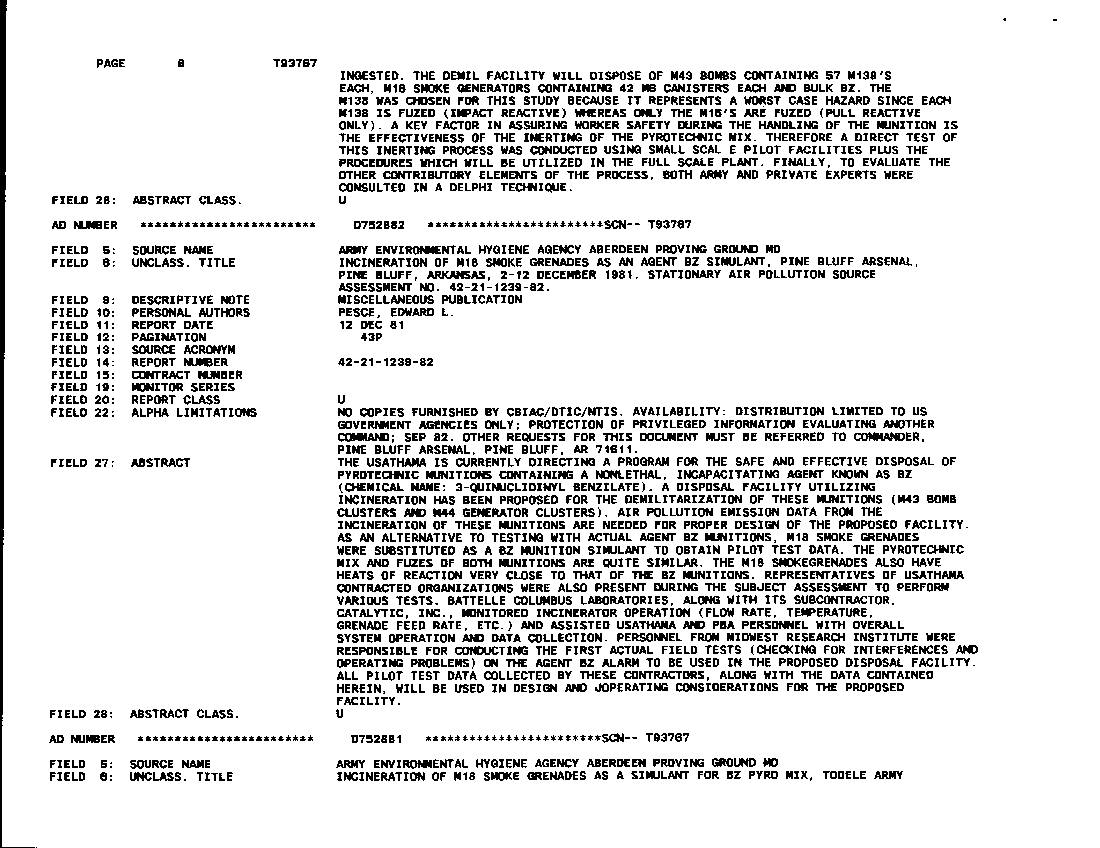 PAGE 8 T93767
INGESTED. THE DEMIL FACILITY WILL DISPOSE OF M43 BOMBS CONTAINING 57 M138'S
EACH, M16 SMOKE GENERATORS CONTAINING 42 M6 CANISTERS EACH AND BULK BZ. THE
M138 WAS CHOSEN FOR THIS STUDY BECAUSE IT REPRESENTS A WORST CASE HAZARD SINCE EACH
M138 IS FUZED (IMPACT REACTIVE) WHEREAS ONLY THE M16'S ARE FUZED (PULL REACTIVE
ONLY). A KEY FACTOR IN ASSURING WORKER SAFETY DURING THE HANDLING OF THE MUNITION IS
THE EFFECTIVENESS OF THE INERTING OF THE PYROTECHNIC MIX. THEREFORE A DIRECT TEST OF
THIS INERTING PROCESS WAS CONDUCTED USING SMALL SCAL E PILOT FACILITIES PLUS THE
PROCEDURES WHICH WILL BE UTILIZED IN THE FULL SCALE PLANT. FINALLY, TO EVALUATE THE
OTHER CONTRIBUTORY ELEMENTS OF THE PROCESS, BOTH ARMY AND PRIVATE EXPERTS WERE
CONSULTED IN A DELPHI TECHNIQUE.
FIELD 28: ABSTRACT CLASS. U
AD NUMBER ************************ D752882 ************************SCN-- T93767
FIELD 5: SOURCE NAME ARMY ENVIRONMENTAL HYGIENE AGENCY ABERDEEN PROVING GROUND MD
FIELD 6: UNCLASS. TITLE INCINERATION OF M18 SMOKE GRENADES AS AN AGENT BZ SIMULANT, PINE BLUFF ARSENAL,
PINE BLUFF, ARKANSAS, 2-12 DECEMBER 1981. STATIONARY AIR POLLUTION SOURCE
ASSESSMENT NO. 42-21-1239-82.
FIELD 9: DESCRIPTIVE NOTE MISCELLANEOUS PUBLICATION
FIELD 10: PERSONAL AUTHORS PESCE, EDWARD L.
FIELD 11: REPORT DATE 12 DEC 81
FIELD 12: PAGINATION 43P
FIELD 13: SOURCE ACRONYM
FIELD 14: REPORT NUMBER 42-21-1239-82
FIELD 15: CONTRACT NUMBER
FIELD 19: MONITOR SERIES
FIELD 20: REPORT CLASS U
FIELD 22: ALPHA LIMITATIONS NO COPIES FURNISHED BY CBIAC/DTIC/NTIS. AVAILABILITY: DISTRIBUTION LIMITED TO US
GOVERNMENT AGENCIES ONLY; PROTECTION OF PRIVILEGED INFORMATION EVALUATING ANOTHER
COMMAND; SEP 82. OTHER REQUESTS FOR THIS DOCUMENT MUST BE REFERRED TO COMMANDER,
PINE BLUFF ARSENAL, PINE BLUFF, AR 71611.
FIELD 27: ABSTRACT THE USATHAMA IS CURRENTLY DIRECTING A PROGRAM FOR THE SAFE AND EFFECTIVE DISPOSAL OF
PYROTECHNIC MUNITIONS CONTAINING A NONLETHAL, INCAPACITATING AGENT KNOWN AS BZ
(CHEMICAL NAME: 3-QUINUCLIDINYL BENZILATE). A DISPOSAL FACILITY UTILIZING
INCINERATION HAS BEEN PROPOSED FOR THE DEMILITARIZATION OF THESE MUNITIONS (M43 BOMB
CLUSTERS AND M44 GENERATOR CLUSTERS). AIR POLLUTION EMISSION DATA FROM THE
INCINERATION OF THESE MUNITIONS ARE NEEDED FOR PROPER DESIGN OF THE PROPOSED FACILITY.
AS AN ALTERNATIVE TO TESTING WITH ACTUAL AGENT BZ MUNITIONS, M18 SMOKE GRENADES
WERE SUBSTITUTED AS A BZ MUNITION SIMULANT TO OBTAIN PILOT TEST DATA. THE PYROTECHNIC
MIX AND FUZES OF BOTH MUNITIONS ARE QUITE SIMILAR. THE M18 SMOKEGRENADES ALSO HAVE
HEATS OF REACTION VERY CLOSE TO THAT OF THE BZ MUNITIONS. REPRESENTATIVES OF USATHAMA
CONTRACTED ORGANIZATIONS WERE ALSO PRESENT DURING THE SUBJECT ASSESSMENT TO PERFORM
VARIOUS TESTS. BATTELLE COLUMBUS LABORATORIES, ALONG WITH ITS SUBCONTRACTOR,
CATALYTIC, INC., MONITORED INCINERATOR OPERATION (FLOW RATE, TEMPERATURE,
GRENADE FEED RATE, ETC.) AND ASSISTED USATHAMA AND PBA PERSONNEL WITH OVERALL
SYSTEM OPERATION AND DATA COLLECTION. PERSONNEL FROM MIDWEST RESEARCH INSTITUTE WERE
RESPONSIBLE FOR CONDUCTING THE FIRST ACTUAL FIELD TESTS (CHECKING FOR INTERFERENCES AND
OPERATING PROBLEMS) ON THE AGENT BZ ALARM TO BE USED IN THE PROPOSED DISPOSAL FACILITY.
ALL PILOT TEST DATA COLLECTED BY THESE CONTRACTORS, ALONG WITH THE DATA CONTAINED
HEREIN, WILL BE USED IN DESIGN AND JOPERATING CONSIDERATIONS FOR THE PROPOSED
FACILITY.
FIELD 28: ABSTRACT CLASS. U
AD NUMBER ************************ D752881 ************************SCN-- T93767
FIELD 5: SOURCE NAME ARMY ENVIRONMENTAL HYGIENE AGENCY ABERDEEN PROVING GROUND MD
FIELD 6: UNCLASS. TITLE INCINERATION OF M18 SMOKE GRENADES AS A SIMULANT FOR BZ PYRO MIX, TOOELE ARMY